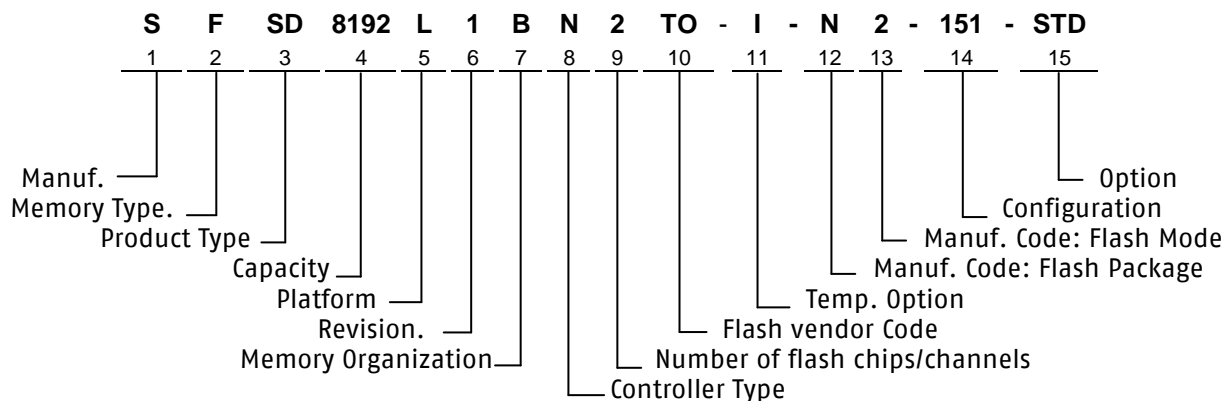 S F SD 8192 L 1 B N 2 TO - I - N 2 - 151 - STD
1 2 3 4 5 6 7 8 9 10 11 12 13 14 15
Manuf. Option
Memory Type. Configuration
Product Type Manuf. Code: Flash Mode
Capacity Manuf. Code: Flash Package
Platform Temp. Option
Revision. Flash vendor Code
Memory Organization Number of flash chips/channels
Controller Type